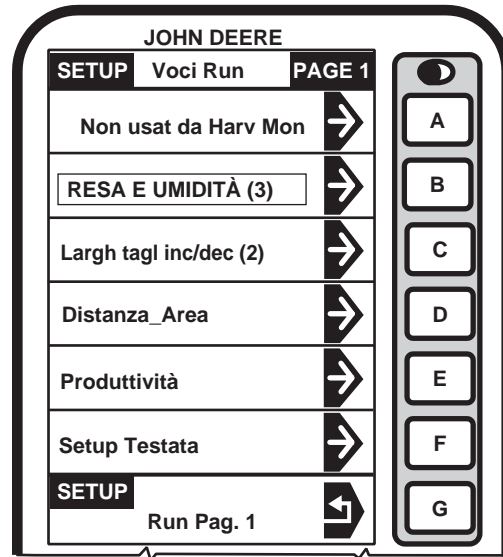 JOHN DEERE
SETUP Voci Run PAGE 1
Non usat da Harv Mon
A
RESA E UMIDITÀ (3)
B
Largh tagl inc/dec (2)
C
Distanza_Area
D
Produttività
E
Setup Testata
F
SETUP
Run Pag. 1
G